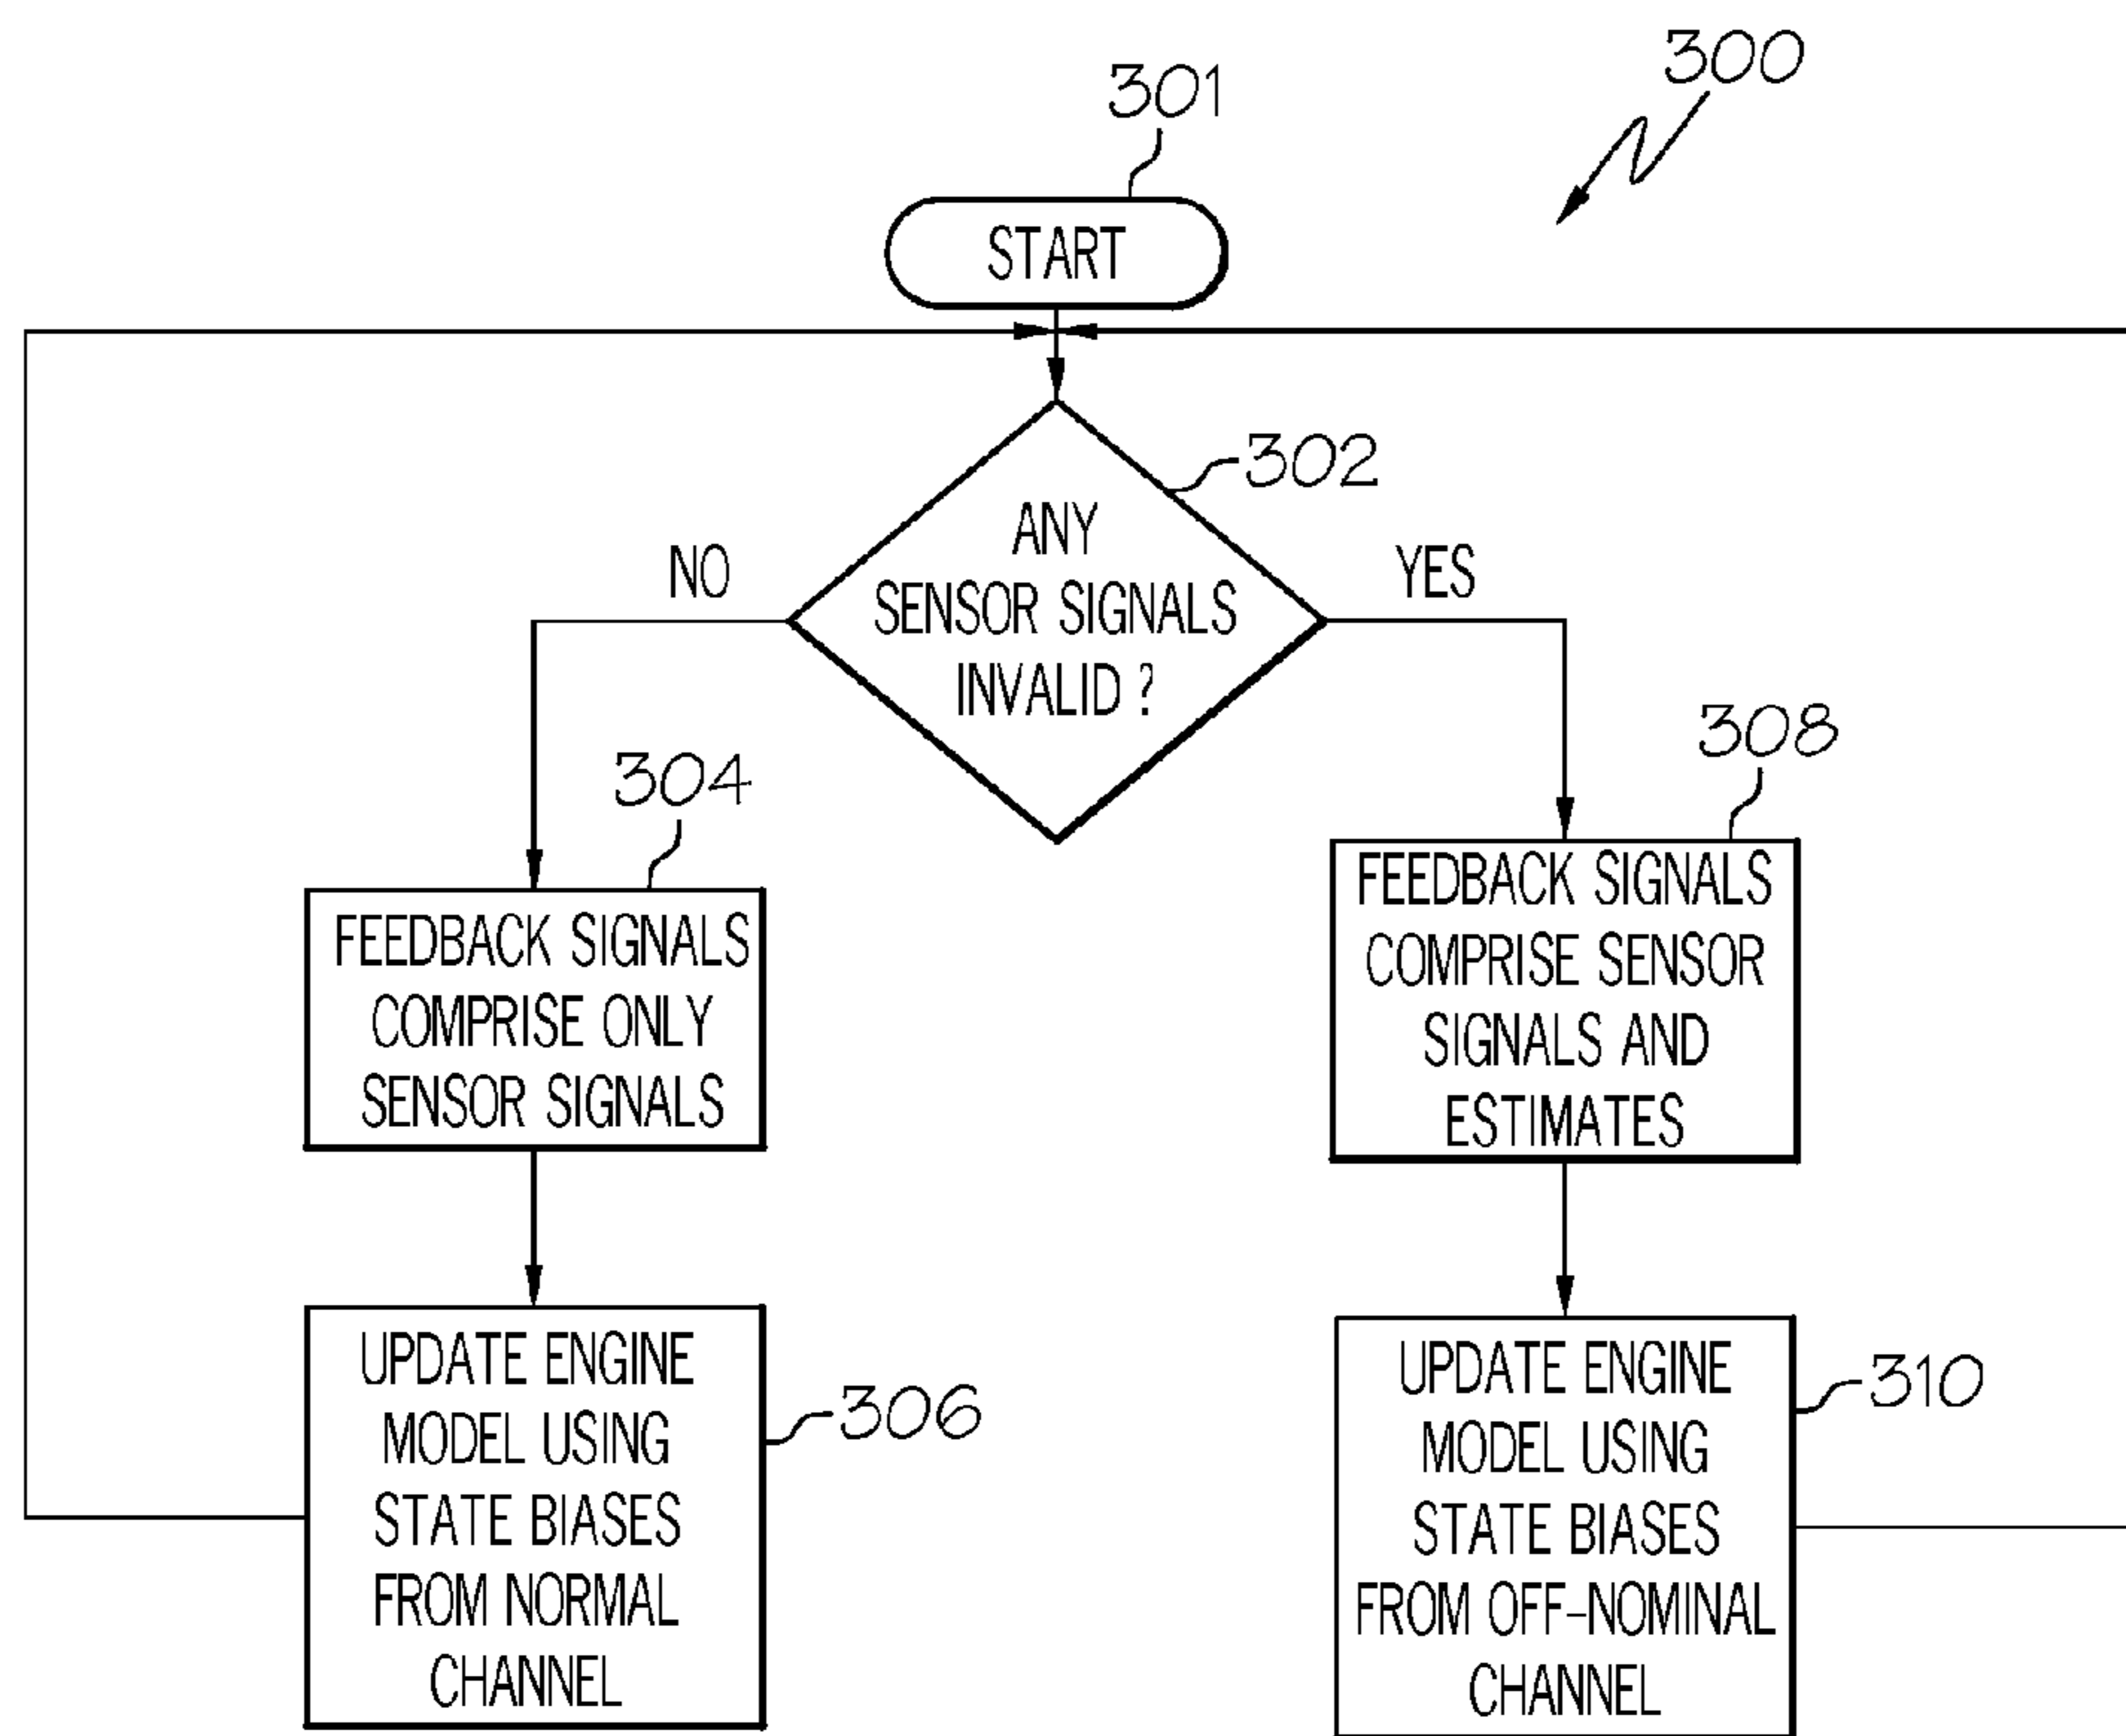 300
301
START
302
ANY
SENSOR SIGNALS
INVALID ?
NO
YES
304
FEEDBACK SIGNALS
COMPRISE ONLY
SENSOR SIGNALS
308
FEEDBACK SIGNALS
COMPRISE SENSOR
SIGNALS AND
ESTIMATES
UPDATE ENGINE
MODEL USING
STATE BIASES
FROM NORMAL
CHANNEL
306
UPDATE ENGINE
MODEL USING
STATE BIASES
FROM OFF-NOMINAL
CHANNEL
310